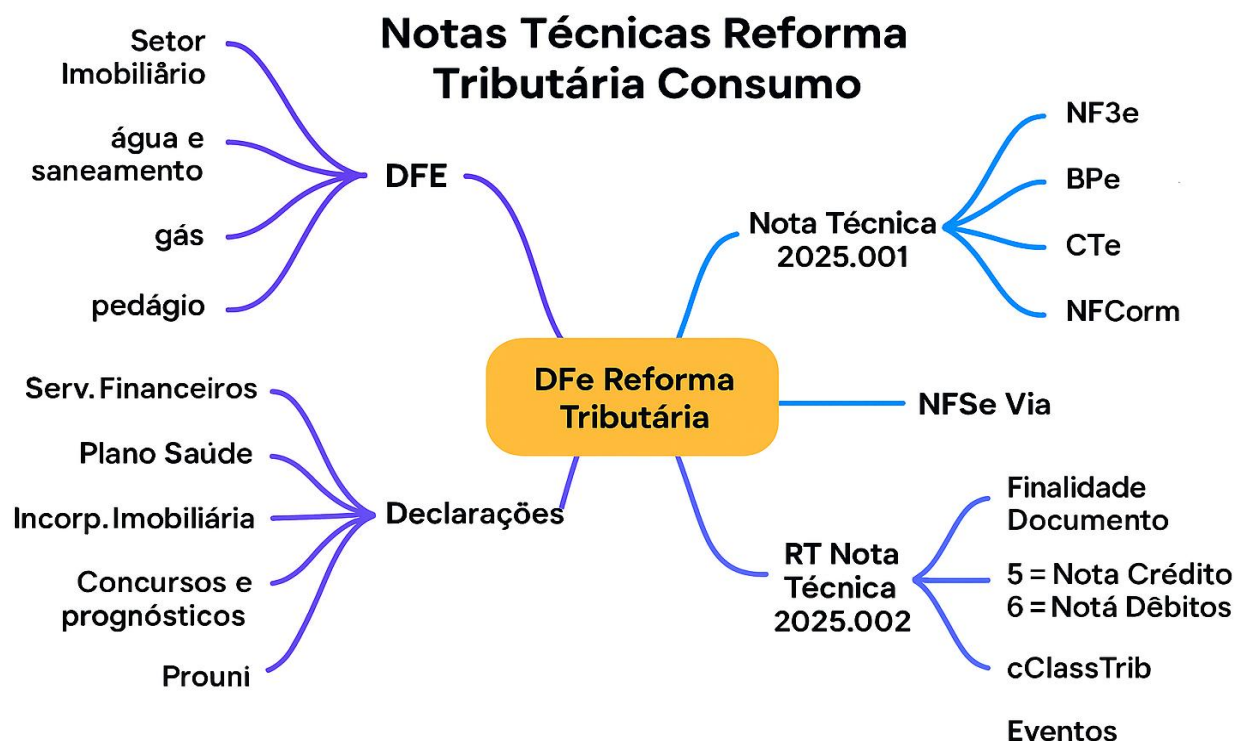 Notas Técnicas Reforma
Tributária Consumo
Setor
Imobiliårio
água e
saneamento
gás
pedágio
DFE
Serv. Financeiros
Plano Saúde
Incorp. Imobiliária
Concursos e
prognósticos
Prouni
Declarações
DFe Reforma
Tributária
Nota Técnica
2025.001
NF3e
BPe
CTe
NFCorm
NFSe Via
RT Nota
Técnica
2025.002
Finalidade
Documento
5 = Nota Crédito
6 = Notá Dêbitos
cClassTrib
Eventos